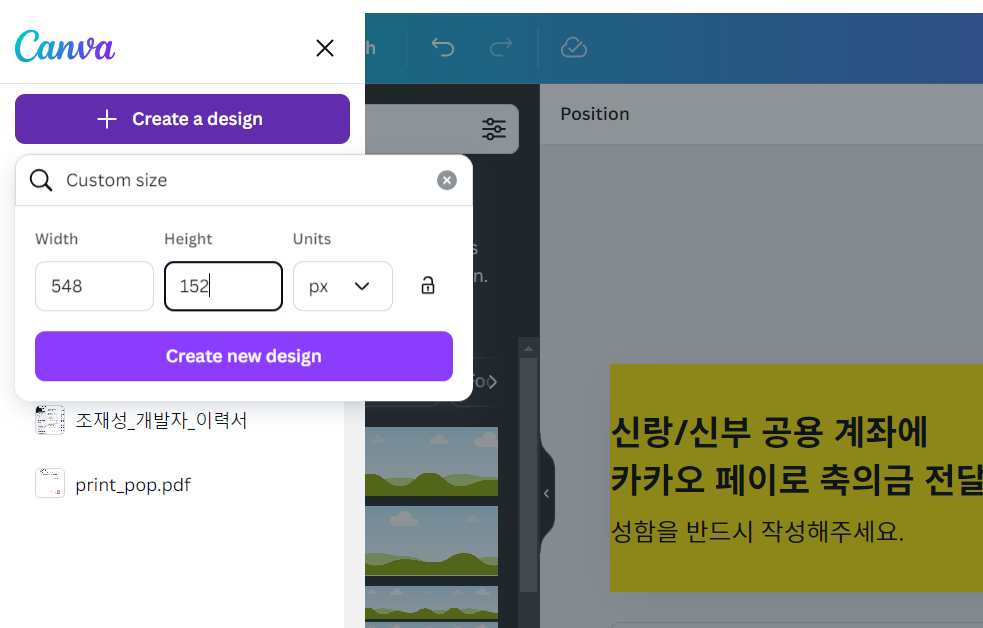 Canva
Create a design
Custom size
Width Height Units
548 152 px
Create new design
조재성_개발자_이력서
print_pop.pdf
Position
신랑/신부 공용 계좌에
카카오 페이로 축의금 전달
성함을 반드시 작성해주세요.